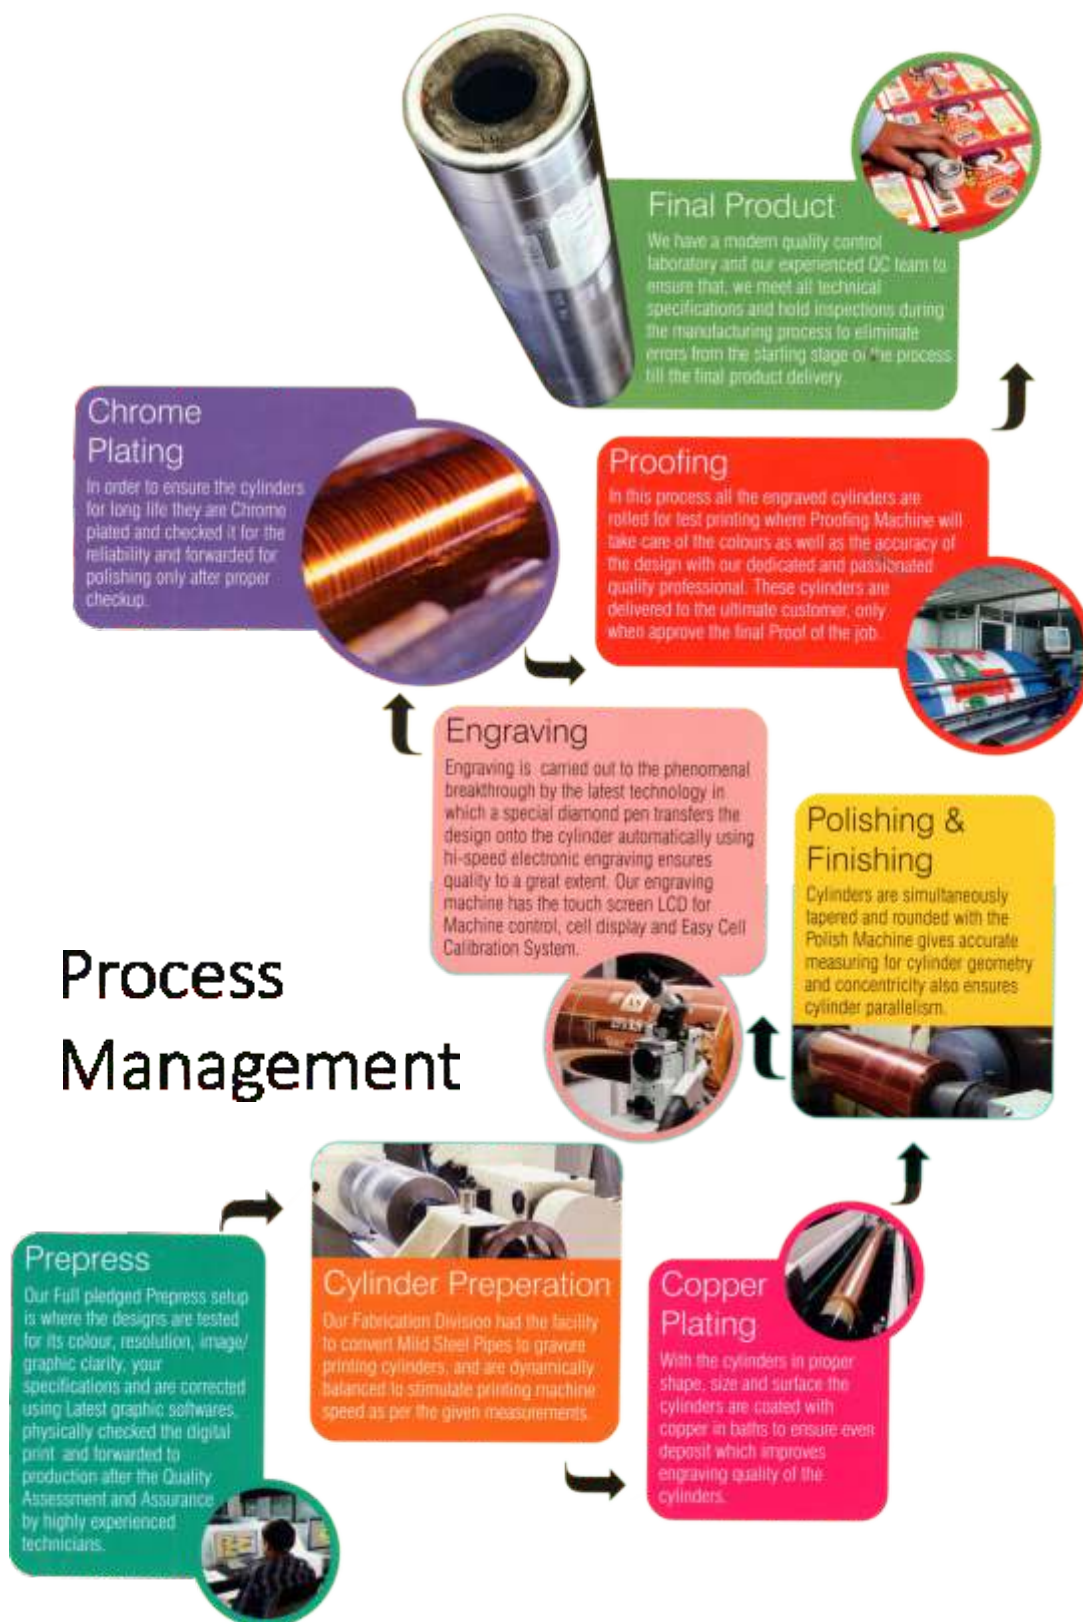 Final Product
We have a modern quality control
laboratory and our experienced QC team to
ensure that, we meet all technical
specifications and hold inspections during
the manufacturing process to eliminate
errors from the starting stage of the process
till the final product delivery.
Chrome
Plating
In order to ensure the cylinders
for long life they are Chrome
plated and checked it for the
reliability and forwarded for
polishing only after proper
checkup.
Proofing
In this process all the engraved cylinders are
rolled for test printing where Proofing Machine will
take care of the colours as well as the accuracy of
the design with our dedicated and passionated
quality professional. These cylinders are
delivered to the ultimate customer, only
when approve the final Proof of the job.
Engraving
Engraving is carried out to the phenomenal
breakthrough by the latest technology in
which a special diamond pen transfers the
design onto the cylinder automatically using
hi-speed electronic engraving ensures
quality to a great extent. Our engraving
machine has the touch screen LCD for
Machine control, cell display and Easy Cell
Calibration System.
Polishing &
Finishing
Cylinders are simultaneously
tapered and rounded with the
Polish Machine gives accurate
measuring for cylinder geometry
and concentricity also ensures
cylinder parallelism.
Process
Management
Prepress
Our Full pledged Prepress setup
is where the designs are tested
for its colour, resolution, image/
graphic clarity, your
specifications and are corrected
using Latest graphic softwares,
physically checked the digital
print and forwarded to
production after the Quality
Assessment and Assurance
by highly experienced
technicians.
Cylinder Preperation
Our Fabrication Division had the facility
to convert Mild Steel Pipes to gravure
printing cylinders, and are dynamically
balanced to stimulate printing machine
speed as per the given measurements.
Copper
Plating
With the cylinders in proper
shape, size and surface the
cylinders are coated with
copper in baths to ensure even
deposit which improves
engraving quality of the
cylinders.